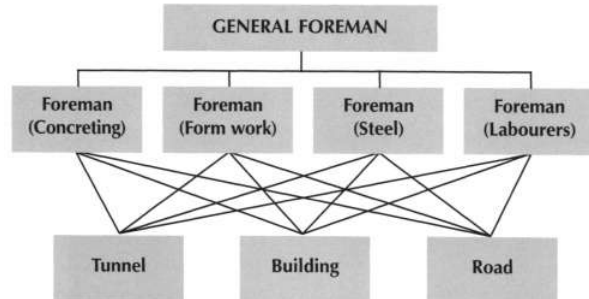 GENERAL FOREMAN
Foreman
(Concreting)
Foreman
(Form work)
Foreman
(Steel)
Foreman
(Labourers)
Tunnel
Building
Road